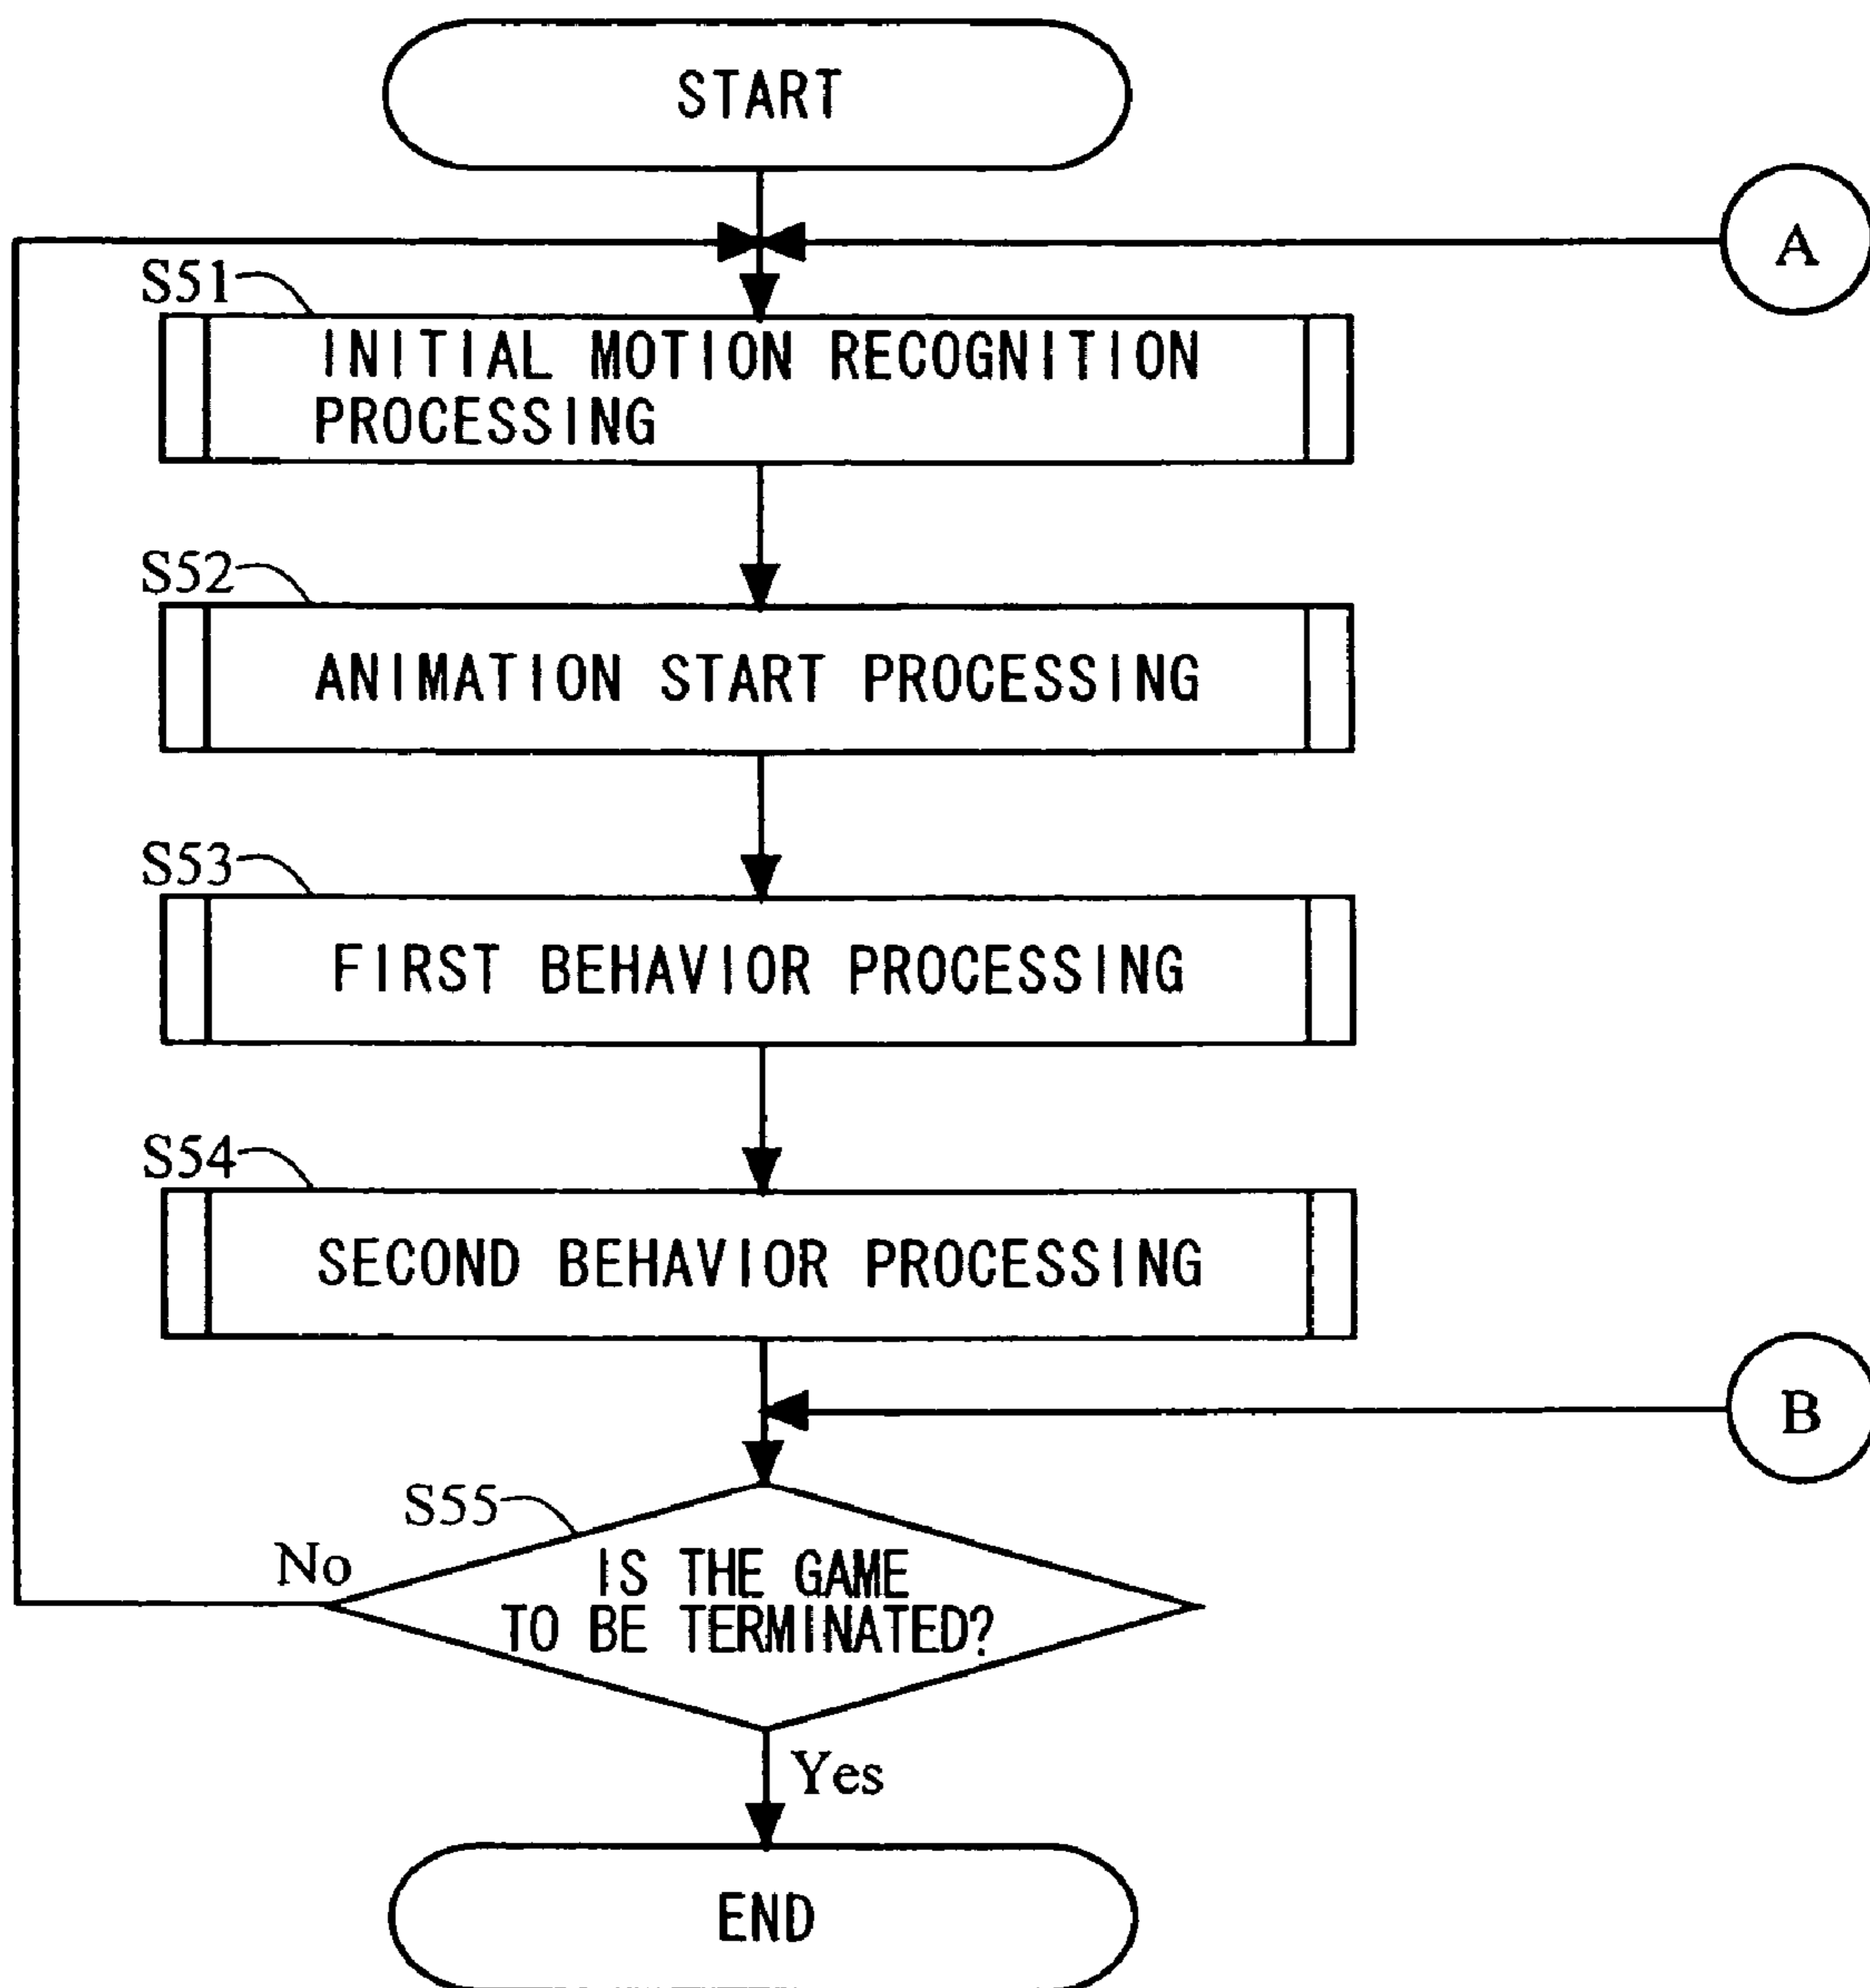 START
A
S51
INITIAL MOTION RECOGNITION
PROCESSING
S52
ANIMATION START PROCESSING
S53
FIRST BEHAVIOR PROCESSING
S54
SECOND BEHAVIOR PROCESSING
B
S55
No
IS THE GAME
TO BE TERMINATED?
Yes
END